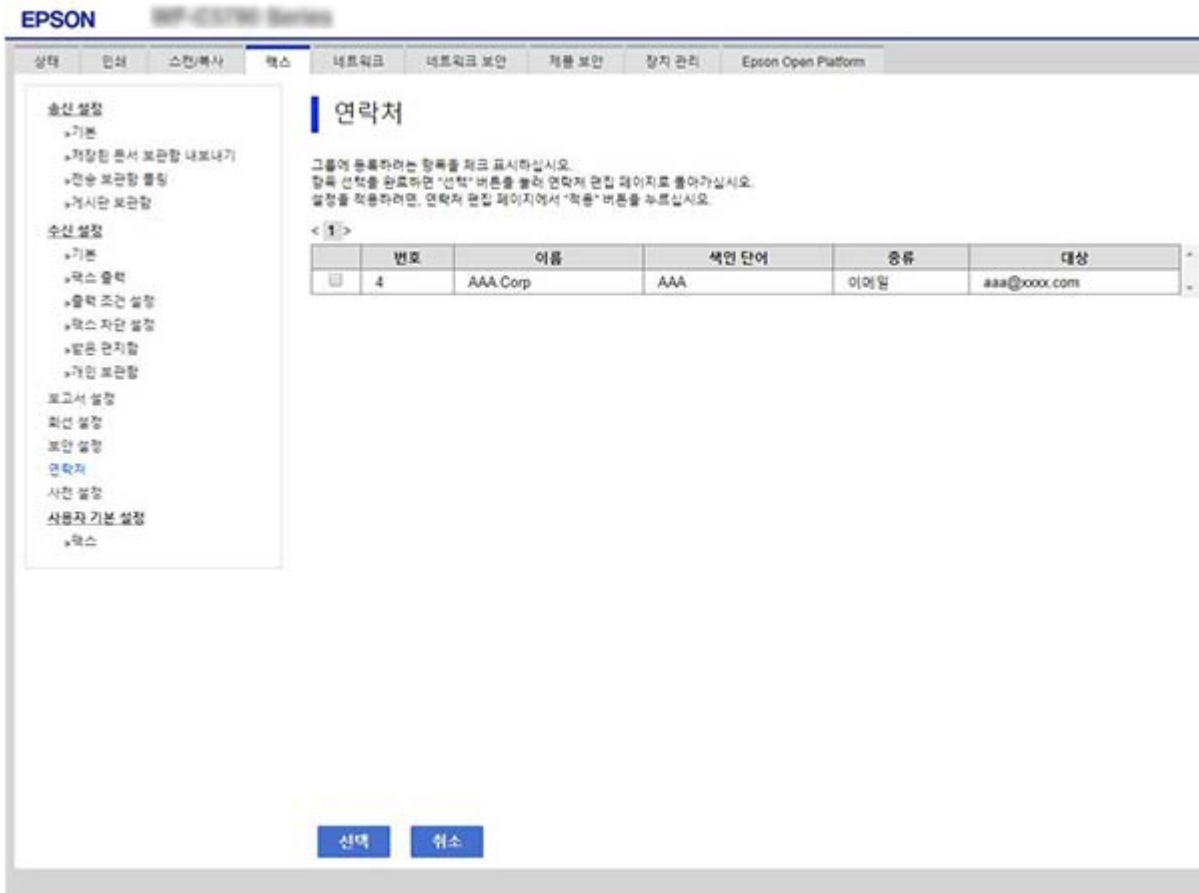 EPSON
상태 인쇄 스캔/복사 팩스 네트워크 네트워크 보안 제품 보안 장치 관리 Epson Open Platform
송신 설정
»기본
»저장된 문서 보관함 내보내기
»전송 보관함 폴링
»게시판 보관함
수신 설정
»기본
»팩스 출력
»출력 조건 설정
»팩스 차단 설정
»받은 편지함
»개인 보관함
보고서 설정
회선 설정
보안 설정
연락처
사전 설정
사용자 기본 설정
»팩스
연락처
그룹에 등록하려는 항목을 체크 표시하십시오.
항목 선택을 완료하면 "선택" 버튼을 눌러 연락처 편집 페이지로 돌아가십시오.
설정을 적용하려면, 연락처 편집 페이지에서 "적용" 버튼을 누르십시오.
< 1 >
번호 이름 색인 단어 종류 대상
4 AAA.Corp AAA 이메일 aaa@xxxx.com
선택 취소